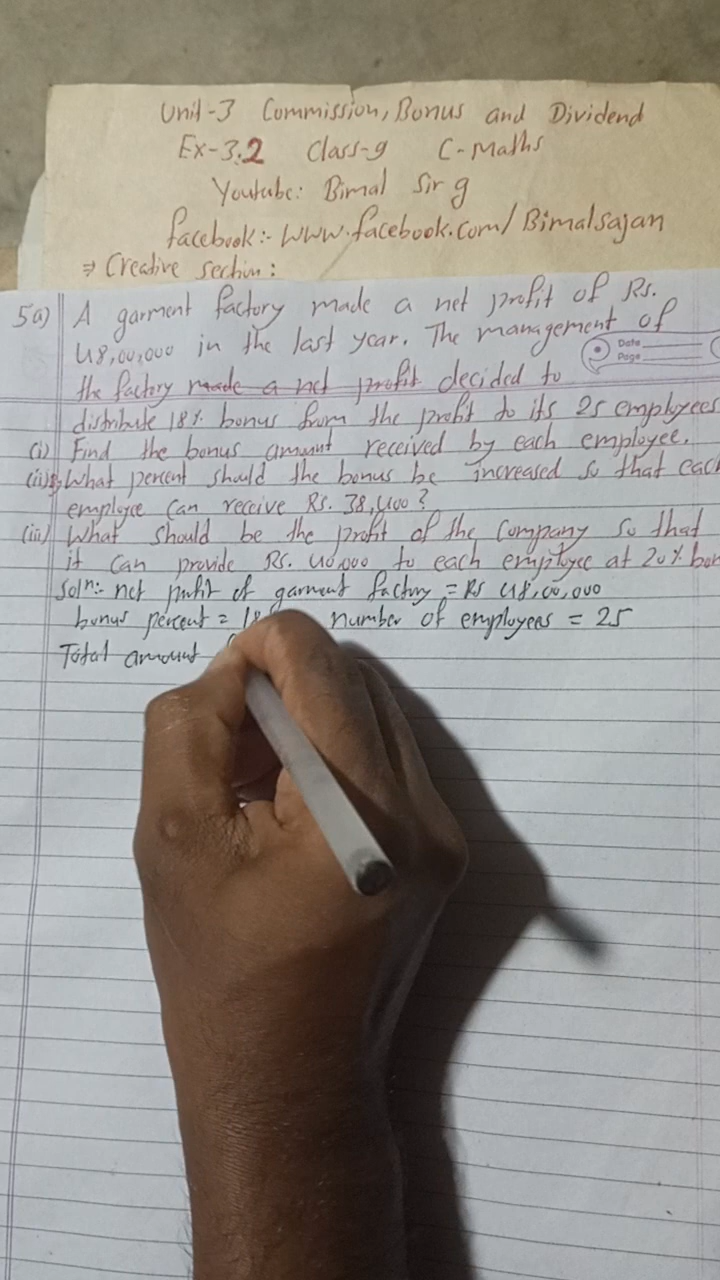 Unit-3 Commission, Bonus and Dividend
Ex-3.2 Class-9 C-Maths
Youtube: Bimal Sir g
facebook:- www.facebook.com/Bimalsajan
⇒ Creative section:
5a) A garment factory made a net profit of Rs.
48,00,000 in the last year. The management of
Date
Page
the factory made a net profit decided to
distribute 18% bonus from the profit to its 25 employees
(i) Find the bonus amount received by each employee.
(ii) What percent should the bonus be increased so that each
employee can receive Rs. 38,400?
(iii) What should be the profit of the company so that
it can provide Rs. 40,000 to each employee at 20% bon
Soln:- net profit of garment factory = Rs 48,00,000
bonus percent = 18 number of employees = 25
Total amount